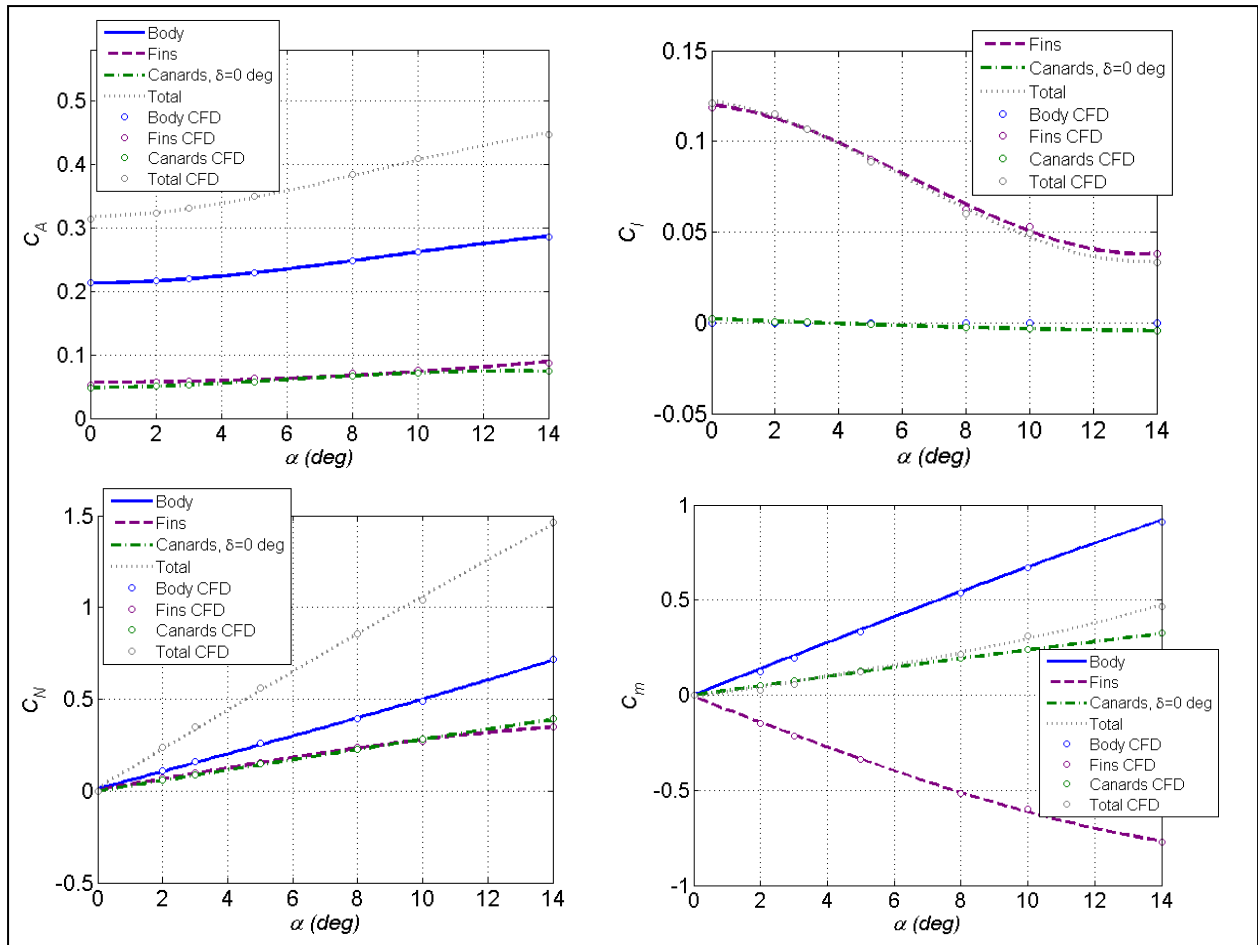 Body
Fins
Canards, δ=0 deg
Total
Body CFD
Fins CFD
Canards CFD
Total CFD
0.5
0.4
0.3
0.2
0.1
0
C_A
0 2 4 6 8 10 12 14
α (deg)
Fins
Canards, δ=0 deg
Total
Body CFD
Fins CFD
Canards CFD
Total CFD
0.15
0.1
0.05
0
-0.05
C_l
0 2 4 6 8 10 12 14
α (deg)
Body
Fins
Canards, δ=0 deg
Total
Body CFD
Fins CFD
Canards CFD
Total CFD
1.5
1
0.5
0
-0.5
C_N
0 2 4 6 8 10 12 14
α (deg)
1
0.5
0
-0.5
-1
C_m
Body
Fins
Canards, δ=0 deg
Total
Body CFD
Fins CFD
Canards CFD
Total CFD
0 2 4 6 8 10 12 14
α (deg)